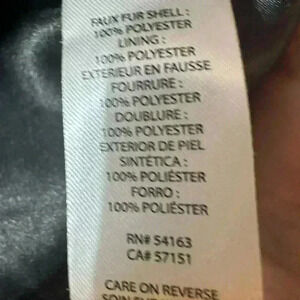 FAUX FUR SHELL :
100% POLYESTER
LINING :
100% POLYESTER
EXTERIEUR EN FAUSSE
FOURRURE :
100% POLYESTER
DOUBLURE :
100% POLYESTER
EXTERIOR DE PIEL
SINTÉTICA :
100% POLIÉSTER
FORRO :
100% POLIÉSTER
RN# 54163
CA# 57151
CARE ON REVERSE